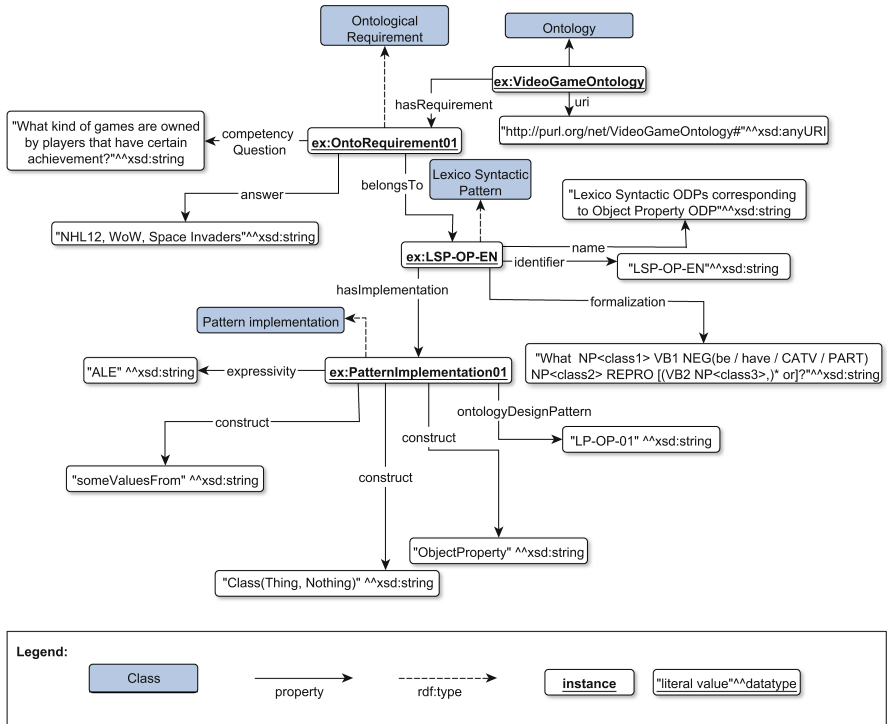 Ontological
Requirement
Ontology
ex:VideoGameOntology
hasRequirement
uri
"What kind of games are owned
by players that have certain
achievement?"^^xsd:string
competency
Question
ex:OntoRequirement01
"http://purl.org/net/VideoGameOntology#"^^xsd:anyURI
answer
belongsTo
Lexico Syntactic
Pattern
"Lexico Syntactic ODPs corresponding
to Object Property ODP"^^xsd:string
"NHL12, WoW, Space Invaders"^^xsd:string
ex:LSP-OP-EN
name
identifier
"LSP-OP-EN"^^xsd:string
hasImplementation
formalization
Pattern implementation
"What  NP<class1> VB1 NEG(be / have / CATV / PART)
NP<class2> REPRO [(VB2 NP<class3>,)* or]?"^^xsd:string
"ALE" ^^xsd:string
expressivity
ex:PatternImplementation01
ontologyDesignPattern
construct
construct
"LP-OP-01" ^^xsd:string
"someValuesFrom" ^^xsd:string
construct
"ObjectProperty" ^^xsd:string
"Class(Thing, Nothing)" ^^xsd:string
Legend:
Class
property
rdf:type
instance
"literal value"^^datatype